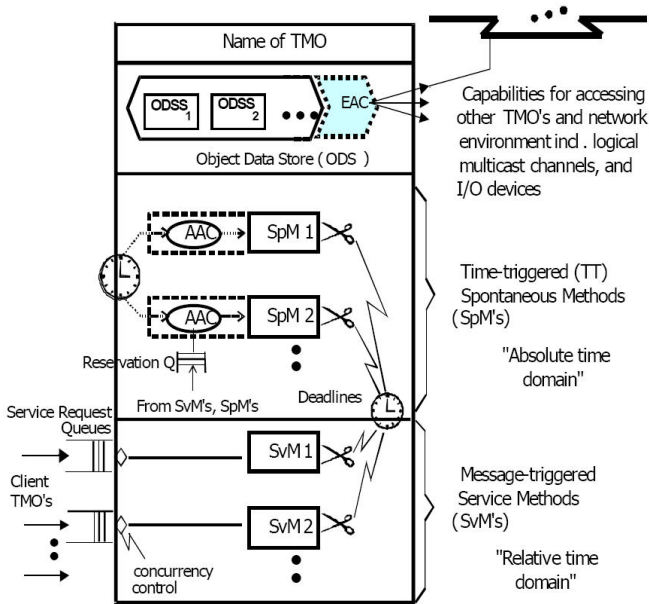 Name of TMO
ODSS
1
ODSS
2
EAC
Object Data Store ( ODS )
Capabilities for accessing
other TMO's and network
environment incl . logical
multicast channels, and
I/O devices
AAC
SpM 1
AAC
SpM 2
Reservation Q
From SvM's, SpM's
Deadlines
Time-triggered (TT)
Spontaneous Methods
(SpM's)
"Absolute time
domain"
Service Request
Queues
Client
TMO's
SvM 1
SvM 2
concurrency
control
Message-triggered
Service Methods
(SvM's)
"Relative time
domain"